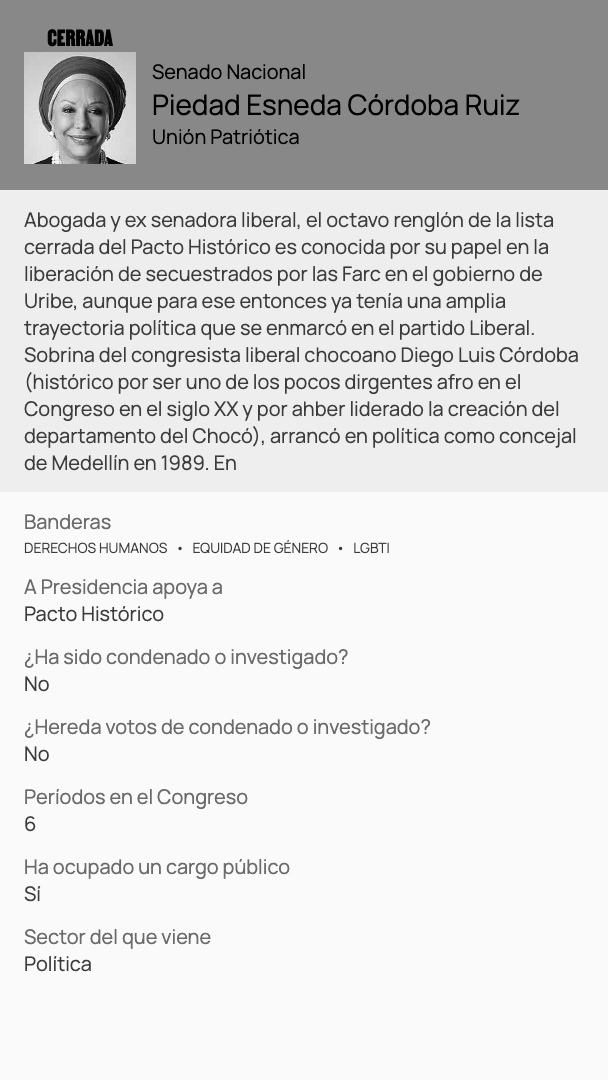 CERRADA
Senado Nacional
Piedad Esneda Córdoba Ruiz
Unión Patriótica
Abogada y ex senadora liberal, el octavo renglón de la lista
cerrada del Pacto Histórico es conocida por su papel en la
liberación de secuestrados por las Farc en el gobierno de
Uribe, aunque para ese entonces ya tenía una amplia
trayectoria política que se enmarcó en el partido Liberal.
Sobrina del congresista liberal chocoano Diego Luis Córdoba
(histórico por ser uno de los pocos dirgentes afro en el
Congreso en el siglo XX y por ahber liderado la creación del
departamento del Chocó), arrancó en política como concejal
de Medellín en 1989. En
Banderas
DERECHOS HUMANOS • EQUIDAD DE GÉNERO • LGBTI
A Presidencia apoya a
Pacto Histórico
¿Ha sido condenado o investigado?
No
¿Hereda votos de condenado o investigado?
No
Períodos en el Congreso
6
Ha ocupado un cargo público
Sí
Sector del que viene
Política